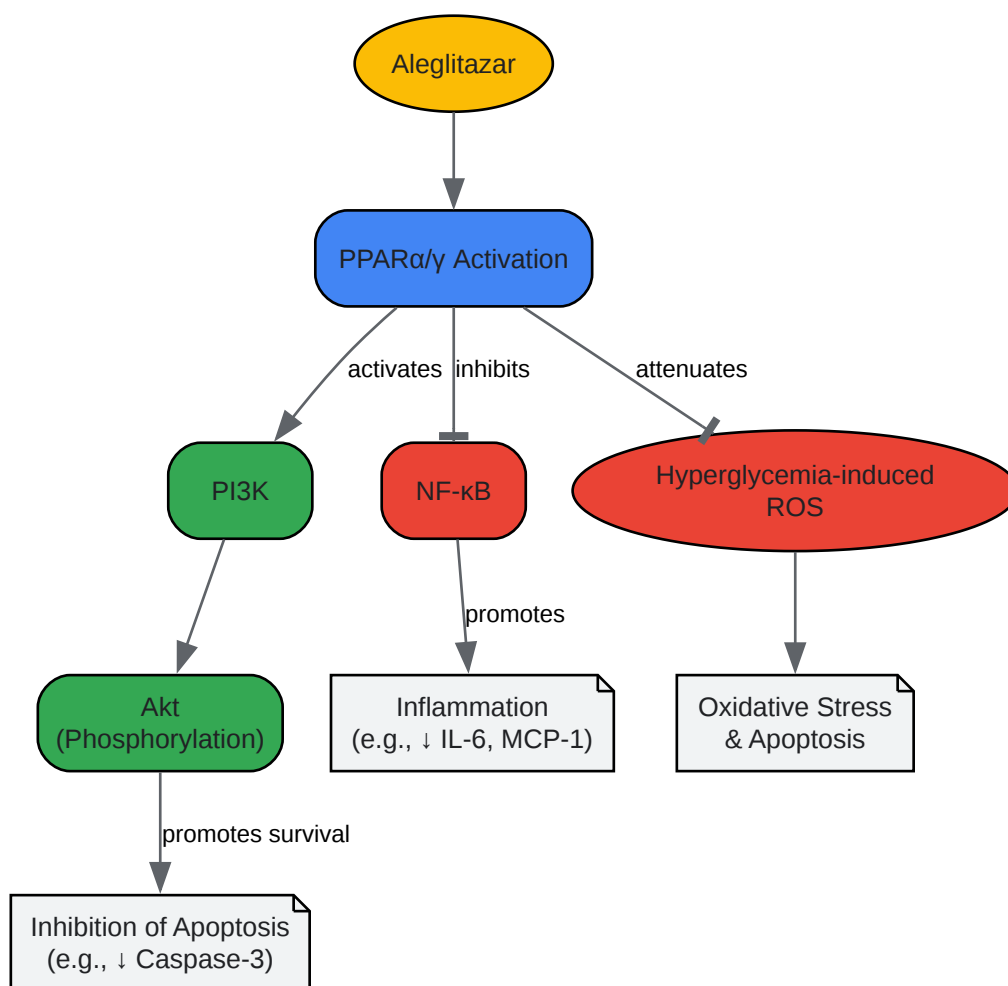 Aleglitazar
PPARα/γ Activation
activates
inhibits
attenuates
PI3K
NF-κB
Hyperglycemia-induced
ROS
promotes
Akt
(Phosphorylation)
Inflammation
(e.g., ↓ IL-6, MCP-1)
Oxidative Stress
& Apoptosis
promotes survival
Inhibition of Apoptosis
(e.g., ↓ Caspase-3)